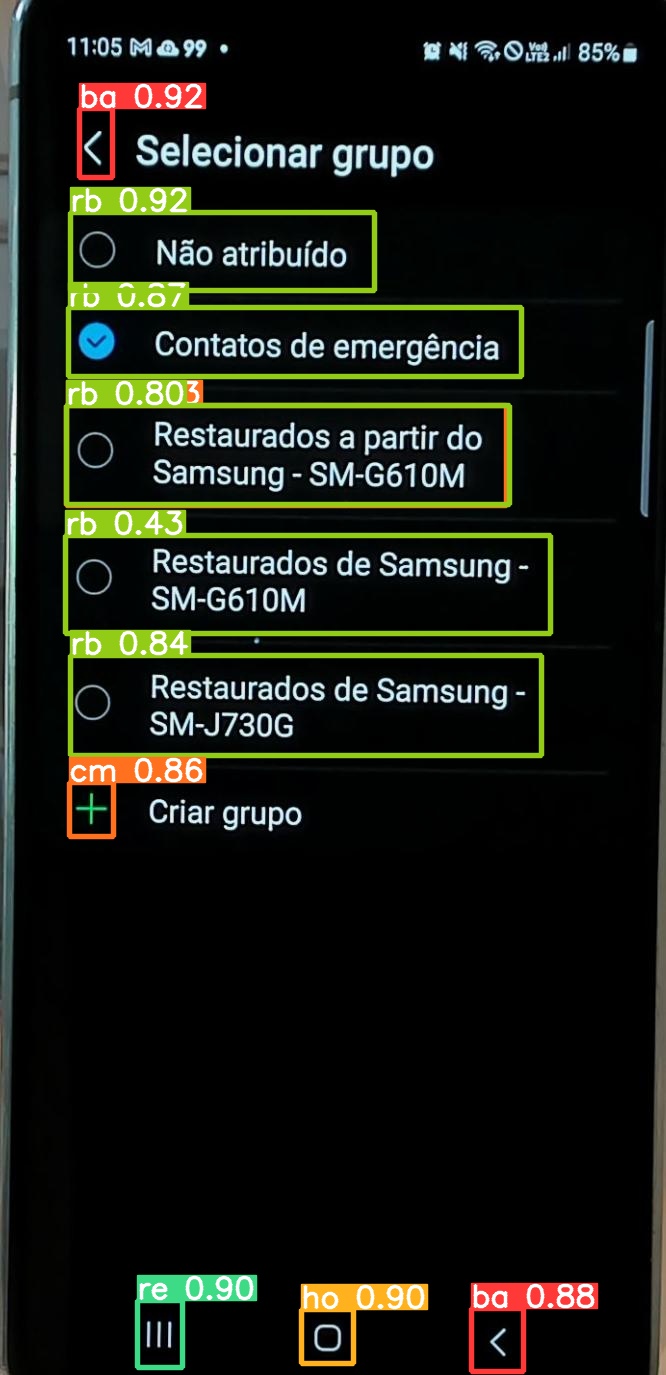 11:05 99
VoD LTE2 85%
ba 0.92
Selecionar grupo
rb 0.92
Não atribuído
rb 0.87
Contatos de emergência
rb 0.803
Restaurados a partir do
Samsung - SM-G610M
rb 0.43
Restaurados de Samsung -
SM-G610M
rb 0.84
Restaurados de Samsung -
SM-J730G
cm 0.86
Criar grupo
re 0.90
ho 0.90
ba 0.88